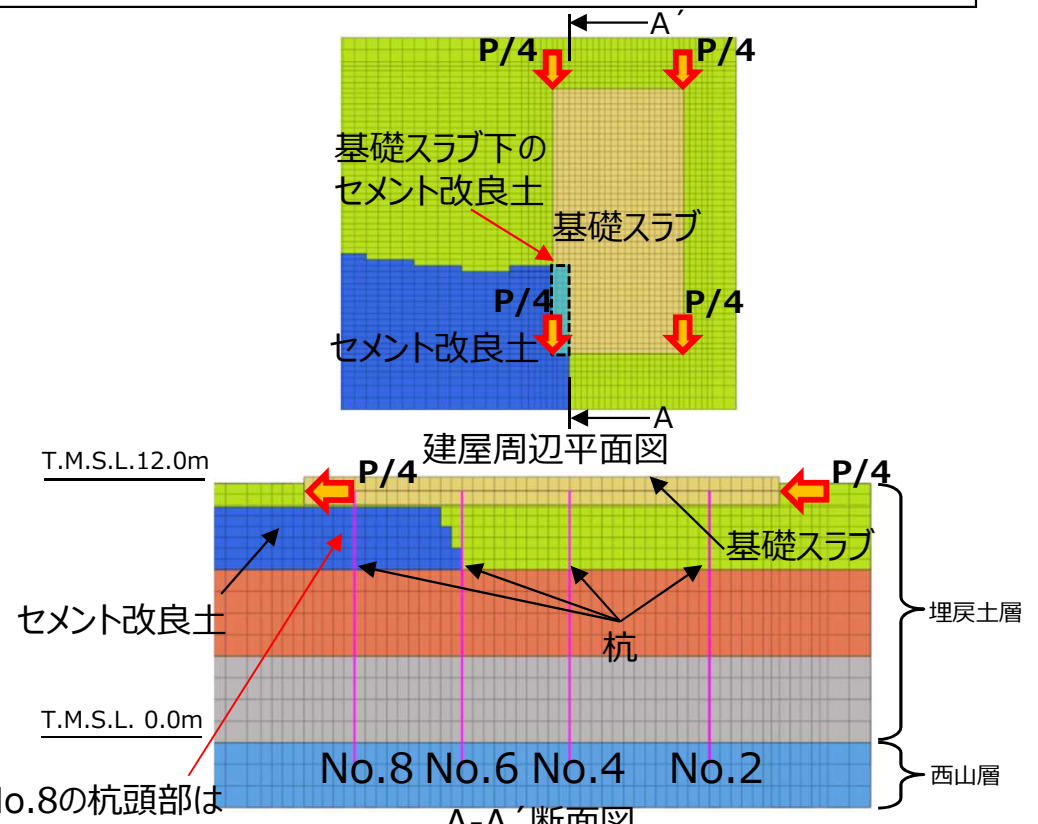 A´
P/4
P/4
基礎スラブ下の
セメント改良土
基礎スラブ
P/4
P/4
セメント改良土
A
建屋周辺平面図
T.M.S.L.12.0m
P/4
P/4
基礎スラブ
セメント改良土
杭
埋戻土層
T.M.S.L. 0.0m
No.8 No.6 No.4 No.2
西山層
No.8の杭頭部は
A-A´断面図